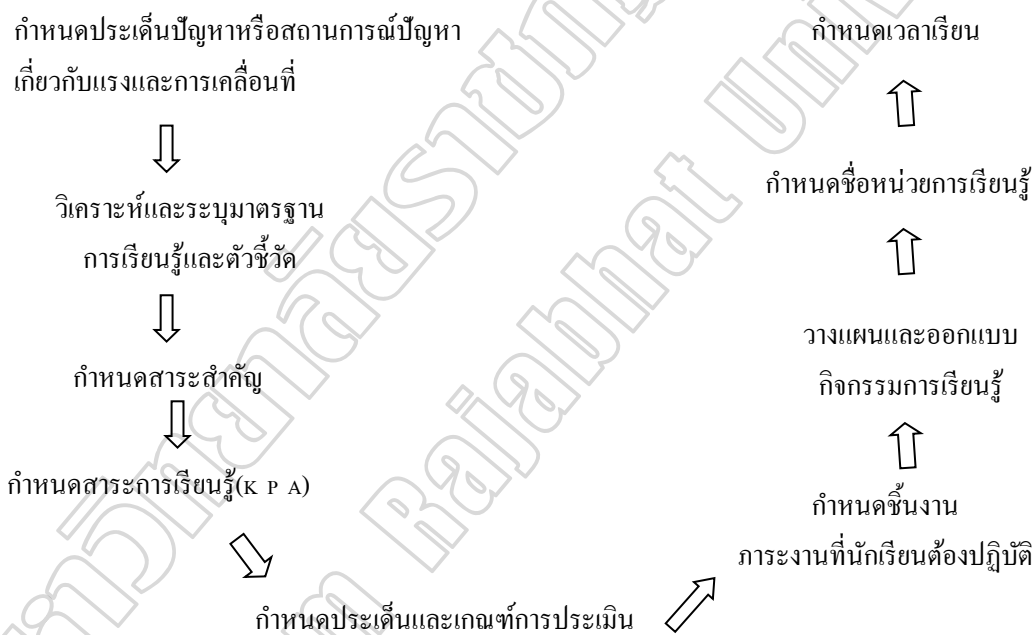 กำหนดประเด็นปัญหาหรือสถานการณ์ปัญหา
เกี่ยวกับแรงและการเคลื่อนที่
วิเคราะห์และระบุมาตรฐาน
การเรียนรู้และตัวชี้วัด
กำหนดสาระสำคัญ
กำหนดสาระการเรียนรู้(K P A)
กำหนดประเด็นและเกณฑ์การประเมิน
กำหนดชิ้นงาน
ภาระงานที่นักเรียนต้องปฏิบัติ
วางแผนและออกแบบ
กิจกรรมการเรียนรู้
กำหนดชื่อหน่วยการเรียนรู้
กำหนดเวลาเรียน
Rajabhat